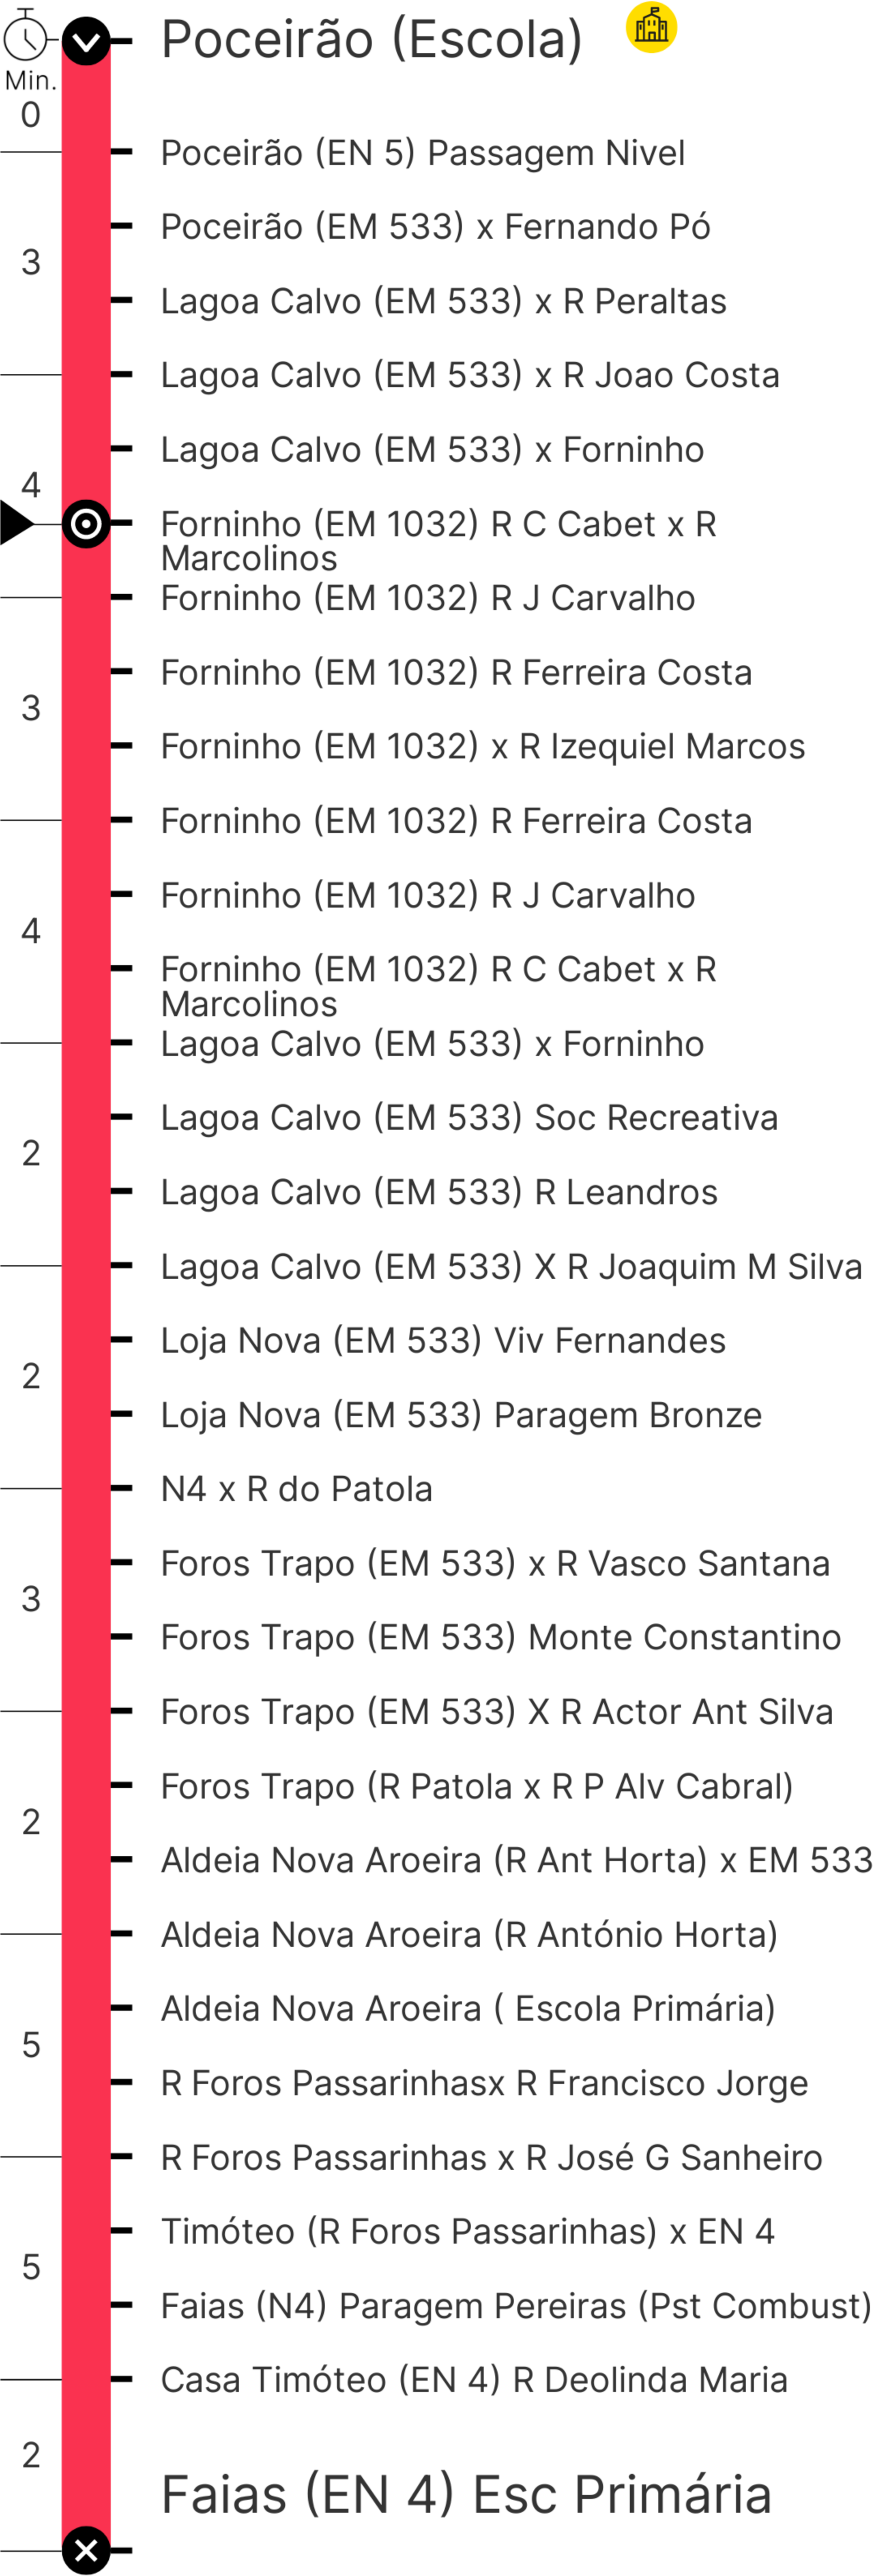 Poceirão (Escola)
Min.
0
Poceirão (EN 5) Passagem Nivel
Poceirão (EM 533) x Fernando Pó
3
Lagoa Calvo (EM 533) x R Peraltas
Lagoa Calvo (EM 533) x R Joao Costa
Lagoa Calvo (EM 533) x Forninho
4
Forninho (EM 1032) R C Cabet x R
Marcolinos
Forninho (EM 1032) R J Carvalho
Forninho (EM 1032) R Ferreira Costa
3
Forninho (EM 1032) x R Izequiel Marcos
Forninho (EM 1032) R Ferreira Costa
Forninho (EM 1032) R J Carvalho
4
Forninho (EM 1032) R C Cabet x R
Marcolinos
Lagoa Calvo (EM 533) x Forninho
Lagoa Calvo (EM 533) Soc Recreativa
2
Lagoa Calvo (EM 533) R Leandros
Lagoa Calvo (EM 533) X R Joaquim M Silva
Loja Nova (EM 533) Viv Fernandes
2
Loja Nova (EM 533) Paragem Bronze
N4 x R do Patola
Foros Trapo (EM 533) x R Vasco Santana
3
Foros Trapo (EM 533) Monte Constantino
Foros Trapo (EM 533) X R Actor Ant Silva
Foros Trapo (R Patola x R P Alv Cabral)
2
Aldeia Nova Aroeira (R Ant Horta) x EM 533
Aldeia Nova Aroeira (R António Horta)
Aldeia Nova Aroeira ( Escola Primária)
5
R Foros Passarinhasx R Francisco Jorge
R Foros Passarinhas x R José G Sanheiro
Timóteo (R Foros Passarinhas) x EN 4
5
Faias (N4) Paragem Pereiras (Pst Combust)
Casa Timóteo (EN 4) R Deolinda Maria
2
Faias (EN 4) Esc Primária